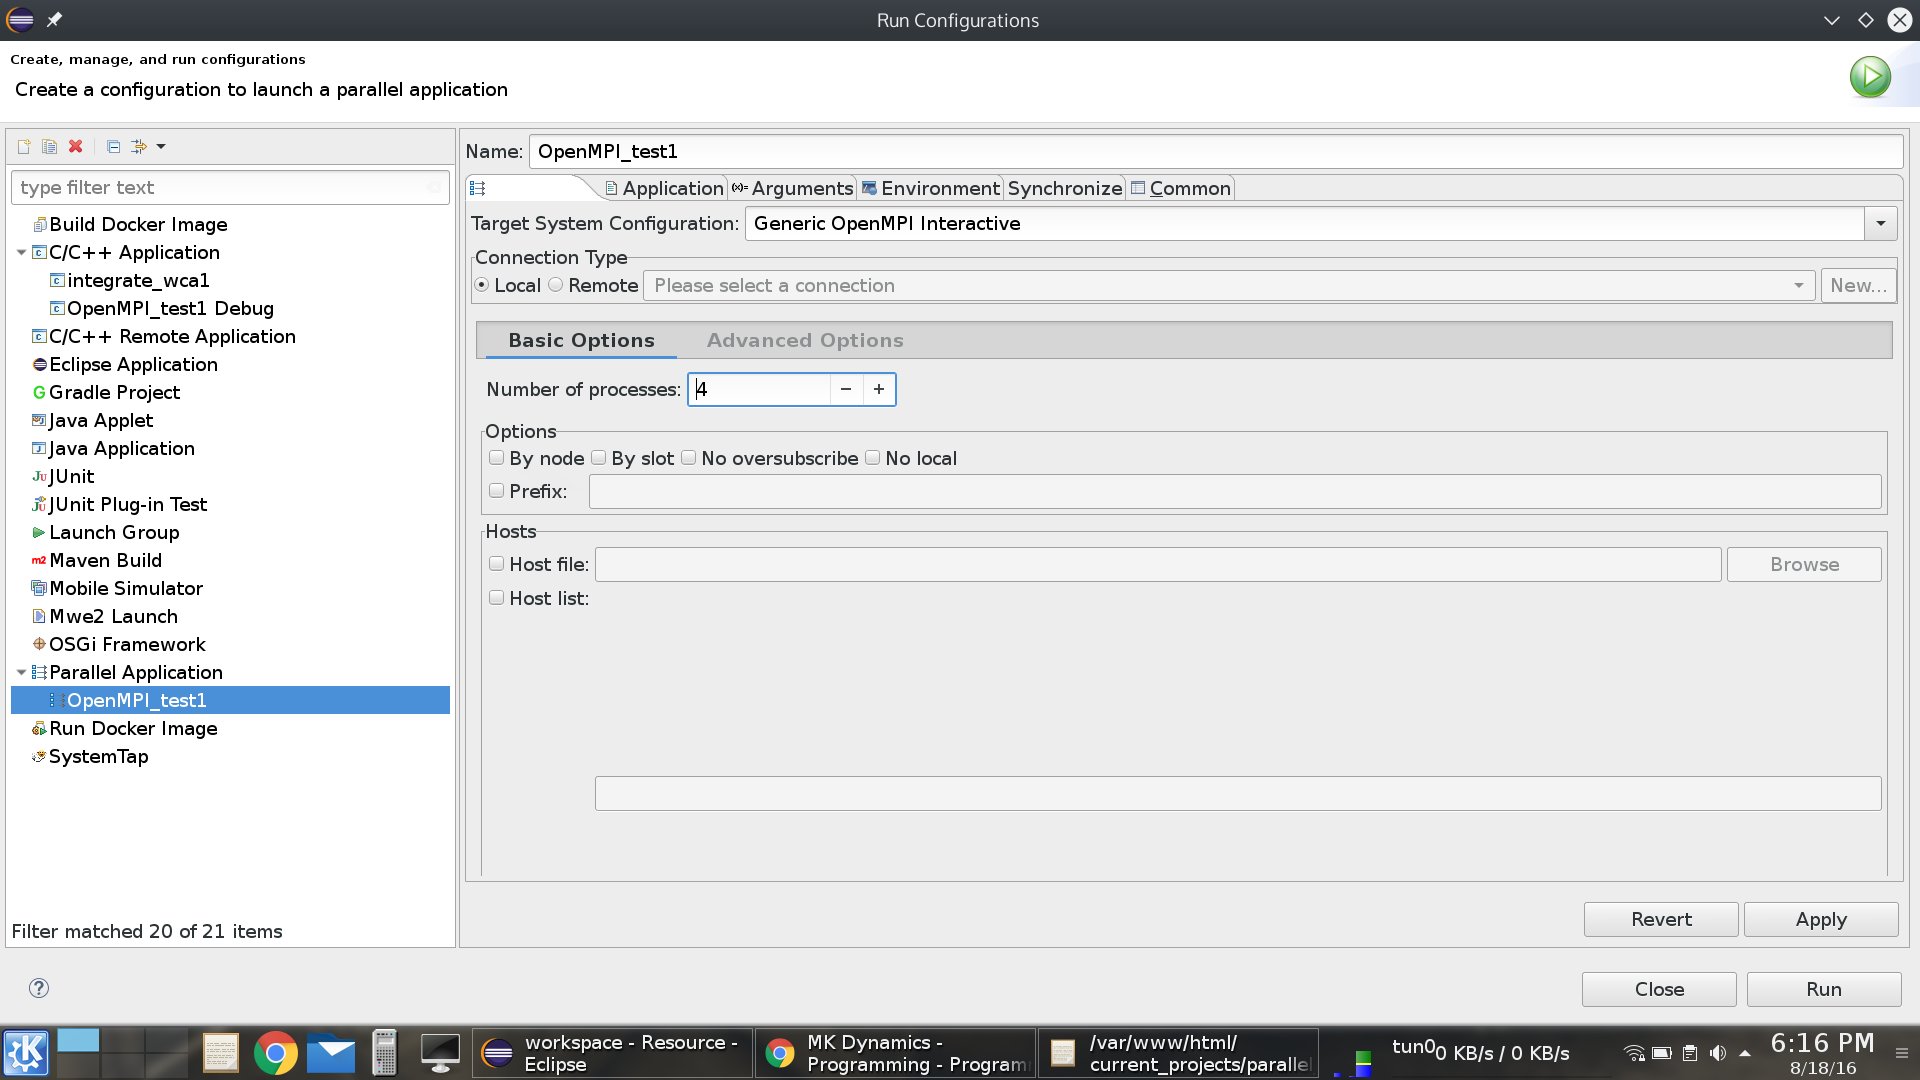 Run Configurations
Create, manage, and run configurations
Create a configuration to launch a parallel application
type filter text
Build Docker Image
C/C++ Application
integrate_wca1
OpenMPI_test1 Debug
C/C++ Remote Application
Eclipse Application
Gradle Project
Java Applet
Java Application
JUnit
JUnit Plug-in Test
Launch Group
Maven Build
Mobile Simulator
Mwe2 Launch
OSGi Framework
Parallel Application
OpenMPI_test1
Run Docker Image
SystemTap
Filter matched 20 of 21 items
Name: OpenMPI_test1
Application Arguments Environment Synchronize Common
Target System Configuration: Generic OpenMPI Interactive
Connection Type
Local Remote Please select a connection New...
Basic Options Advanced Options
Number of processes: 4 − +
Options
By node By slot No oversubscribe No local
Prefix:
Hosts
Host file: Browse
Host list:
Revert Apply
Close Run
workspace - Resource -
Eclipse
MK Dynamics -
Programming - Program
/var/www/html/
current_projects/paralle
tun0
0 KB/s / 0 KB/s
6:16 PM
8/18/16